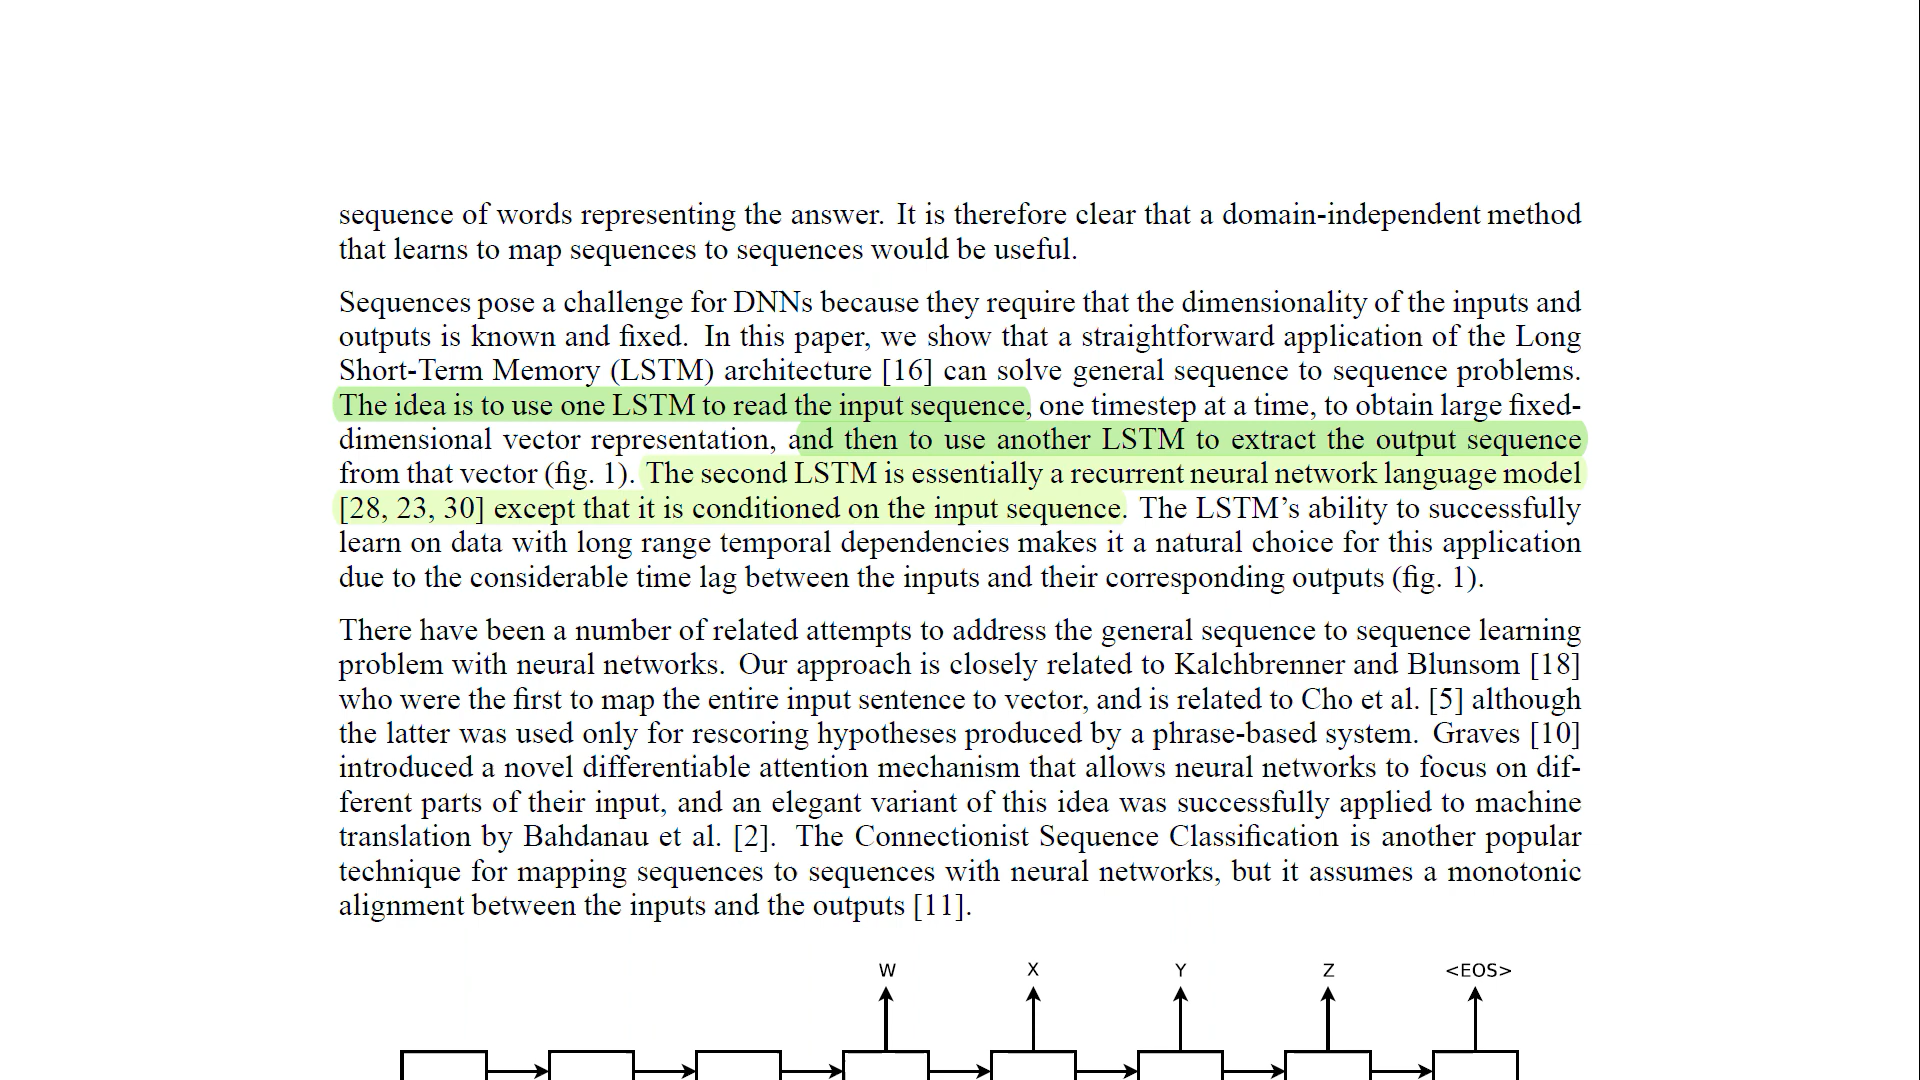 sequence of words representing the answer. It is therefore clear that a domain-independent method
that learns to map sequences to sequences would be useful.
Sequences pose a challenge for DNNs because they require that the dimensionality of the inputs and
outputs is known and fixed. In this paper, we show that a straightforward application of the Long
Short-Term Memory (LSTM) architecture [16] can solve general sequence to sequence problems.
The idea is to use one LSTM to read the input sequence, one timestep at a time, to obtain large fixed-
dimensional vector representation, and then to use another LSTM to extract the output sequence
from that vector (fig. 1). The second LSTM is essentially a recurrent neural network language model
[28, 23, 30] except that it is conditioned on the input sequence. The LSTM’s ability to successfully
learn on data with long range temporal dependencies makes it a natural choice for this application
due to the considerable time lag between the inputs and their corresponding outputs (fig. 1).
There have been a number of related attempts to address the general sequence to sequence learning
problem with neural networks. Our approach is closely related to Kalchbrenner and Blunsom [18]
who were the first to map the entire input sentence to vector, and is related to Cho et al. [5] although
the latter was used only for rescoring hypotheses produced by a phrase-based system. Graves [10]
introduced a novel differentiable attention mechanism that allows neural networks to focus on dif-
ferent parts of their input, and an elegant variant of this idea was successfully applied to machine
translation by Bahdanau et al. [2]. The Connectionist Sequence Classification is another popular
technique for mapping sequences to sequences with neural networks, but it assumes a monotonic
alignment between the inputs and the outputs [11].
W X Y Z <EOS>